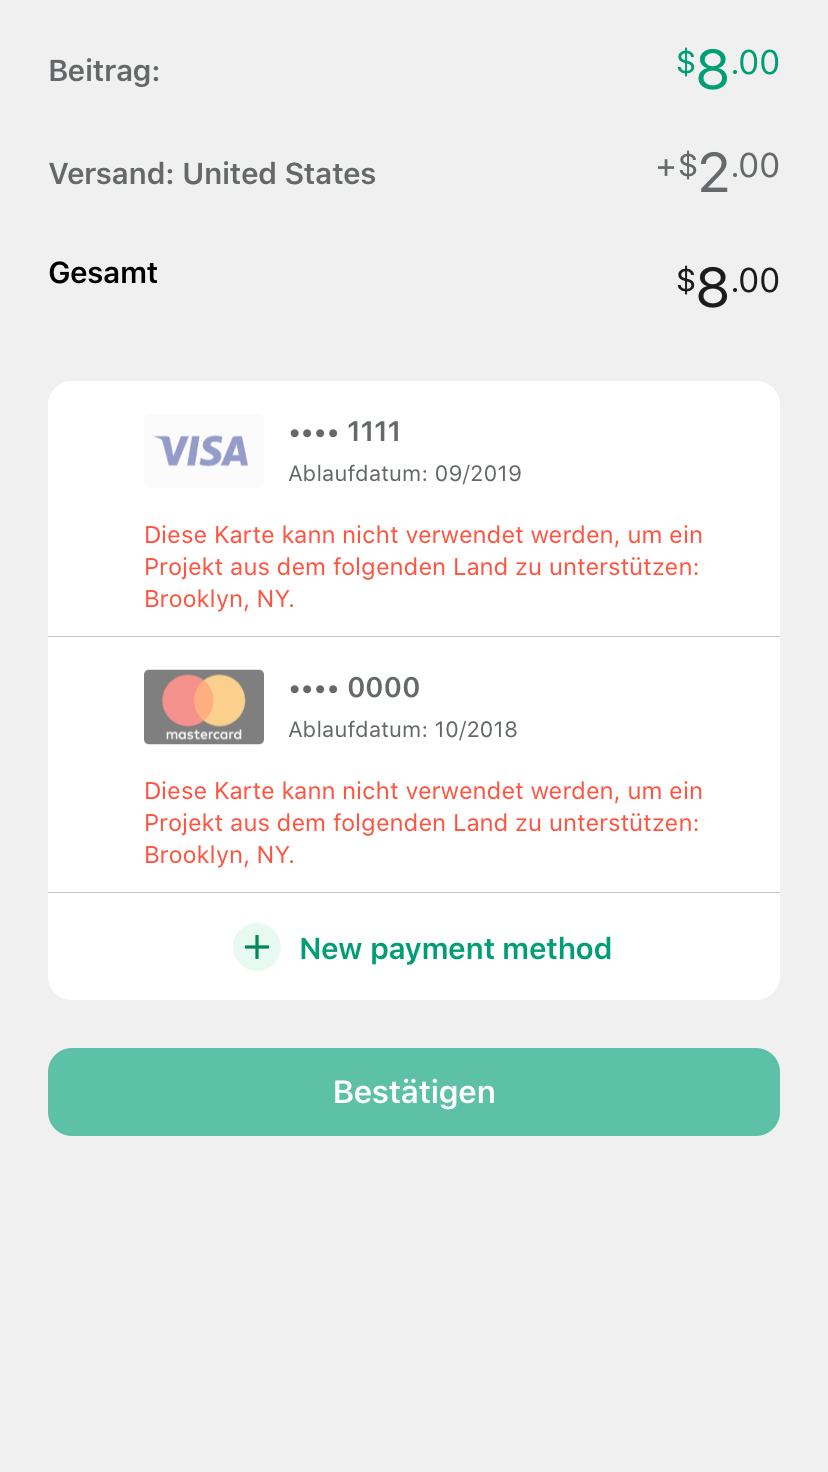 Beitrag: $8.00
Versand: United States +$2.00
Gesamt $8.00
VISA •••• 1111
Ablaufdatum: 09/2019
Diese Karte kann nicht verwendet werden, um ein
Projekt aus dem folgenden Land zu unterstützen:
Brooklyn, NY.
mastercard •••• 0000
Ablaufdatum: 10/2018
Diese Karte kann nicht verwendet werden, um ein
Projekt aus dem folgenden Land zu unterstützen:
Brooklyn, NY.
+ New payment method
Bestätigen